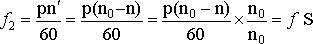 f₂ = pn′/60 = p(n₀–n)/60 = p(n₀ – n)/60 × n₀/n₀ = f S